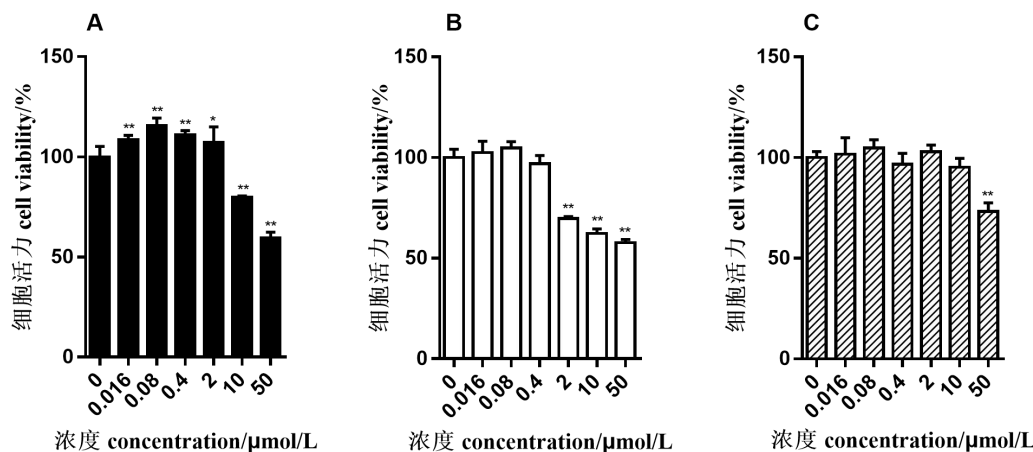 A
B
C
细胞活力 cell viability/%
150
100
50
0
** ** ** * ** **
0 0.016 0.08 0.4 2 10 50
浓度 concentration/μmol/L
细胞活力 cell viability/%
150
100
50
0
** ** **
0 0.016 0.08 0.4 2 10 50
浓度 concentration/μmol/L
细胞活力 cell viability/%
150
100
50
0
**
0 0.016 0.08 0.4 2 10 50
浓度 concentration/μmol/L